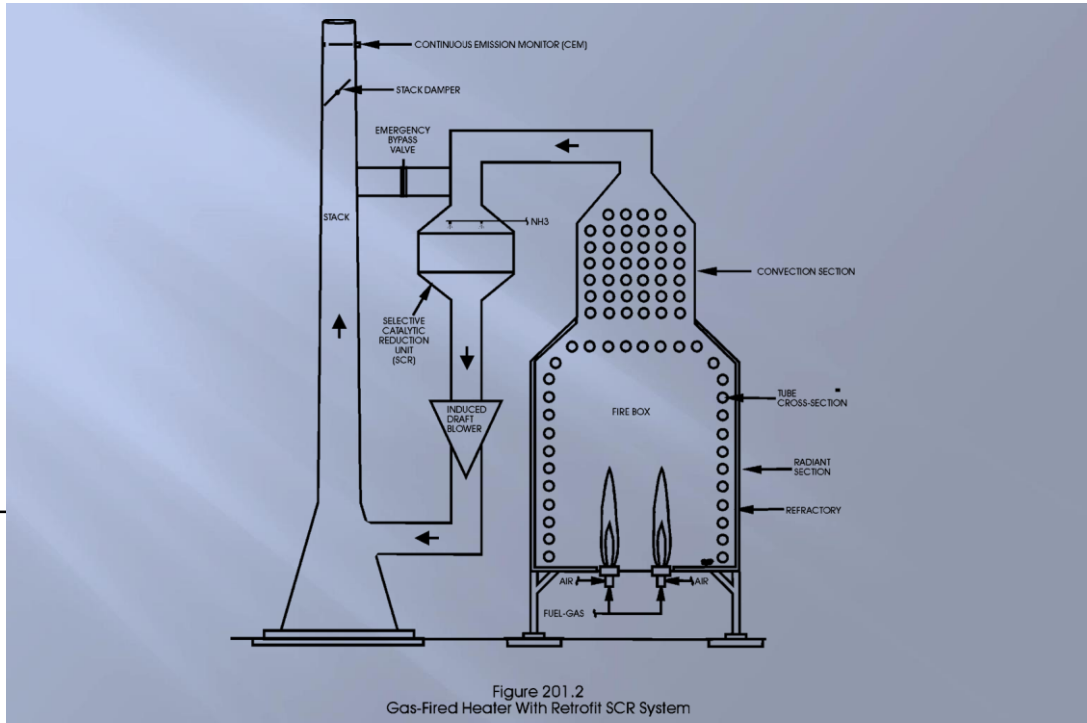 CONTINUOUS EMISSION MONITOR (CEM)
STACK DAMPER
EMERGENCY
BYPASS
VALVE
STACK
NH3
CONVECTION SECTION
SELECTIVE
CATALYTIC
REDUCTION
UNIT
(SCR)
TUBE
CROSS-SECTION
INDUCED
DRAFT
BLOWER
FIRE BOX
RADIANT
SECTION
REFRACTORY
AIR
AIR
FUEL-GAS
Figure 201.2
Gas-Fired Heater With Retrofit SCR System